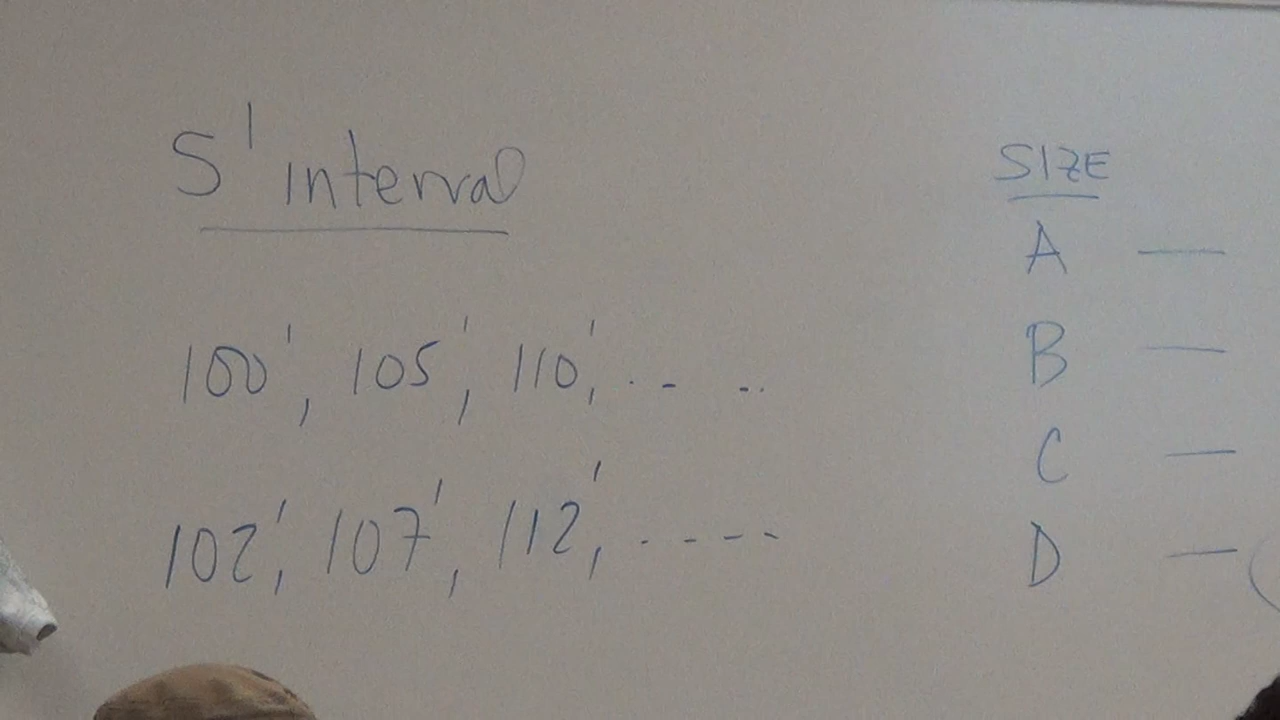 5' interval
100', 105', 110', .. - ..
102', 107', 112', . - - - -
SIZE
A —
B —
C —
D —